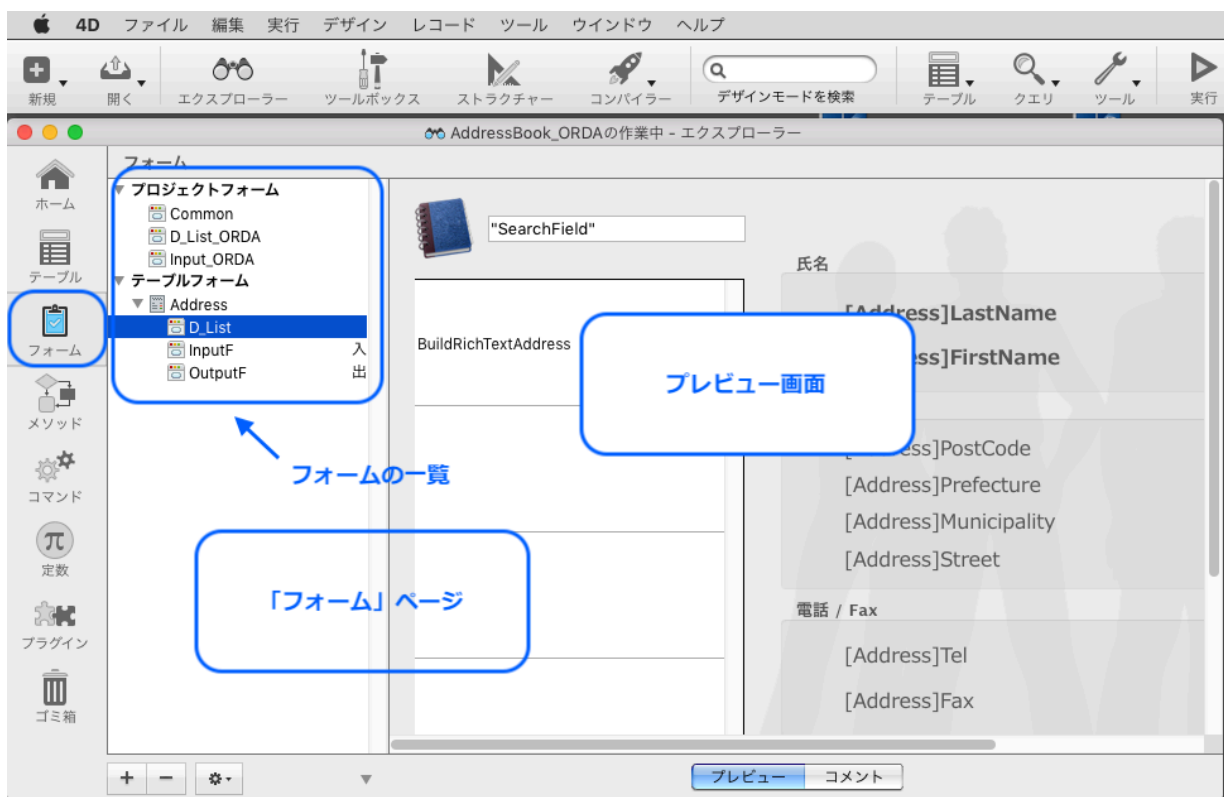 4D ファイル 編集 実行 デザイン レコード ツール ウインドウ ヘルプ
新規 開く エクスプローラー ツールボックス ストラクチャー コンパイラー デザインモードを検索 テーブル クエリ ツール 実行
AddressBook_ORDAの作業中 - エクスプローラー
ホーム
テーブル
フォーム
メソッド
コマンド
π
定数
プラグイン
ゴミ箱
フォーム
プロジェクトフォーム
Common
D_List_ORDA
Input_ORDA
テーブルフォーム
Address
D_List
InputF 入
OutputF 出
フォームの一覧
「フォーム」ページ
"SearchField"
BuildRichTextAddress
プレビュー画面
氏名
[Address]LastName
ess]FirstName
ess]PostCode
[Address]Prefecture
[Address]Municipality
[Address]Street
電話 / Fax
[Address]Tel
[Address]Fax
プレビュー コメント